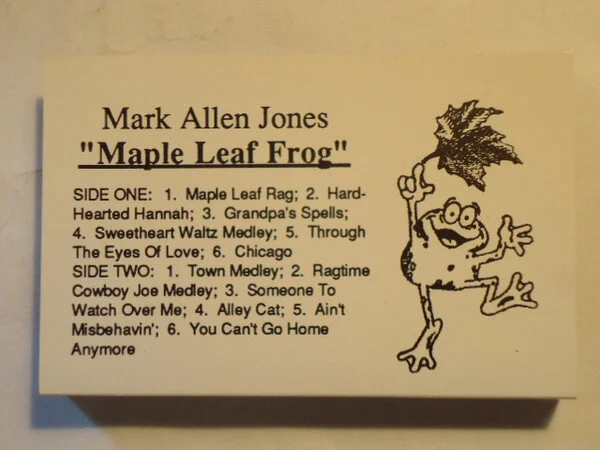 Mark Allen Jones
"Maple Leaf Frog"
SIDE ONE: 1. Maple Leaf Rag; 2. Hard-
Hearted Hannah; 3. Grandpa's Spells;
4. Sweetheart Waltz Medley; 5. Through
The Eyes Of Love; 6. Chicago
SIDE TWO: 1. Town Medley; 2. Ragtime
Cowboy Joe Medley; 3. Someone To
Watch Over Me; 4. Alley Cat; 5. Ain't
Misbehavin'; 6. You Can't Go Home
Anymore